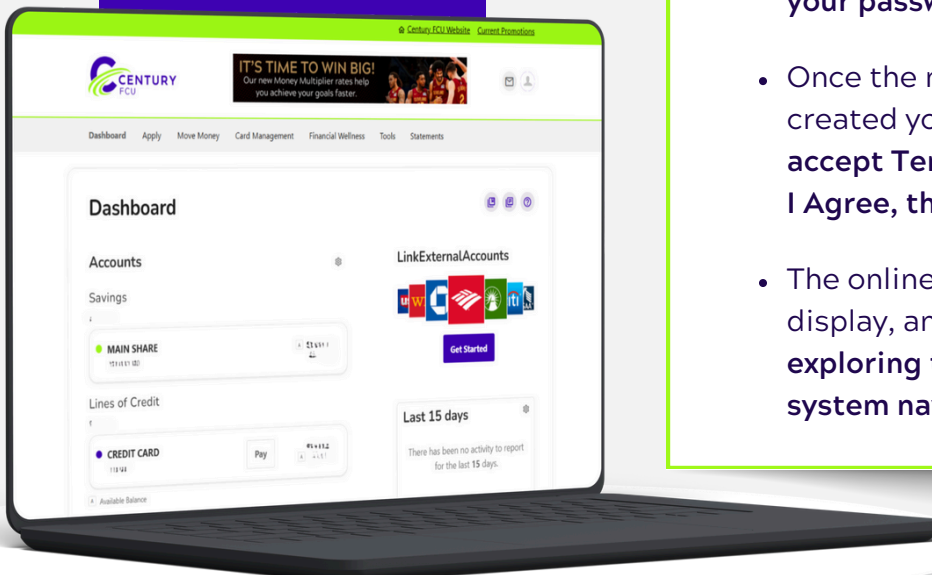 Century FCU Website Current Promotions
CENTURY
FCU
IT'S TIME TO WIN BIG!
Our new Money Multiplier rates help
you achieve your goals faster.
Dashboard Apply Move Money Card Management Financial Wellness Tools Statements
Dashboard
Accounts
Savings
MAIN SHARE
Lines of Credit
CREDIT CARD
Pay
Available Balance
LinkExternalAccounts
citi
Get Started
Last 15 days
There has been no activity to report
for the last 15 days.
your passw
• Once the
created yo
accept Ter
I Agree, th
• The online
display, an
exploring
system na